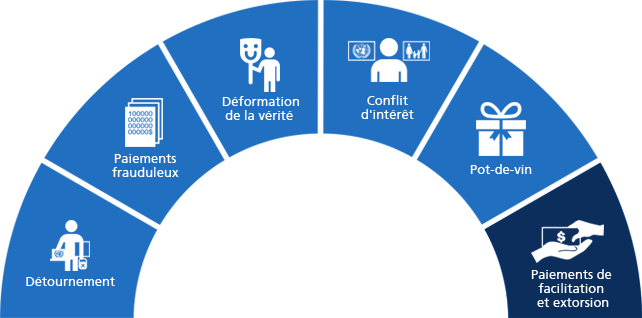 Détournement
Paiements
frauduleux
100000
000000
000000
00000$
Déformation
de la vérité
Conflit
d'intérêt
Pot-de-vin
$
Paiements de
facilitation
et extorsion